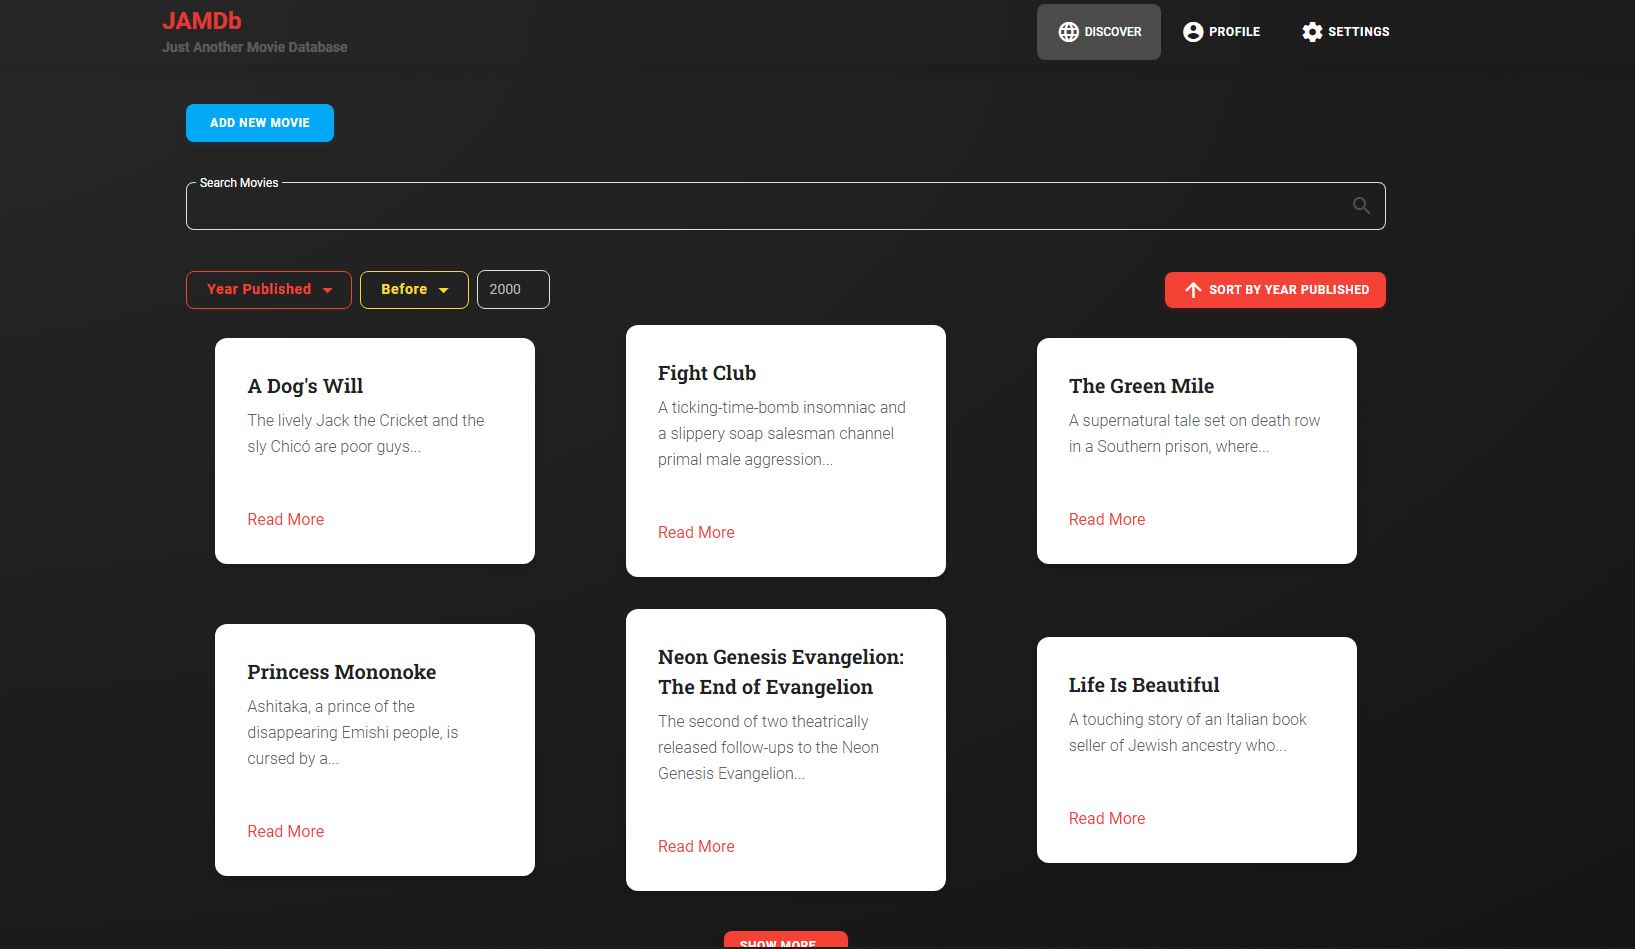 JAMDb
Just Another Movie Database
DISCOVER
PROFILE
SETTINGS
ADD NEW MOVIE
Search Movies
Year Published
Before
2000
SORT BY YEAR PUBLISHED
A Dog's Will
The lively Jack the Cricket and the
sly Chicó are poor guys...
Read More
Fight Club
A ticking-time-bomb insomniac and
a slippery soap salesman channel
primal male aggression...
Read More
The Green Mile
A supernatural tale set on death row
in a Southern prison, where...
Read More
Princess Mononoke
Ashitaka, a prince of the
disappearing Emishi people, is
cursed by a...
Read More
Neon Genesis Evangelion:
The End of Evangelion
The second of two theatrically
released follow-ups to the Neon
Genesis Evangelion...
Read More
Life Is Beautiful
A touching story of an Italian book
seller of Jewish ancestry who...
Read More
SHOW MORE